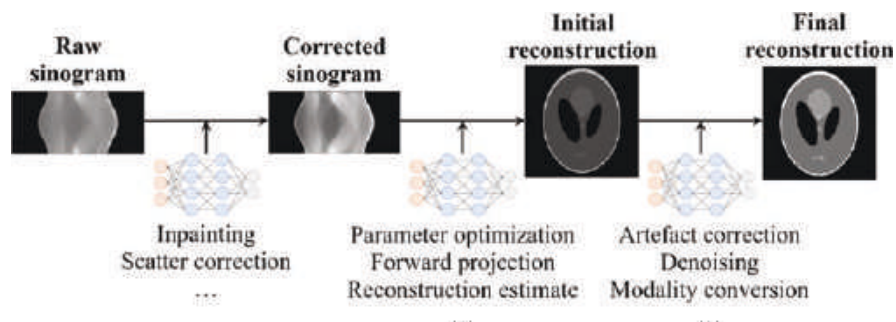 Raw
sinogram
Corrected
sinogram
Initial
reconstruction
Final
reconstruction
Inpainting
Scatter correction
…
Parameter optimization
Forward projection
Reconstruction estimate
Artefact correction
Denoising
Modality conversion